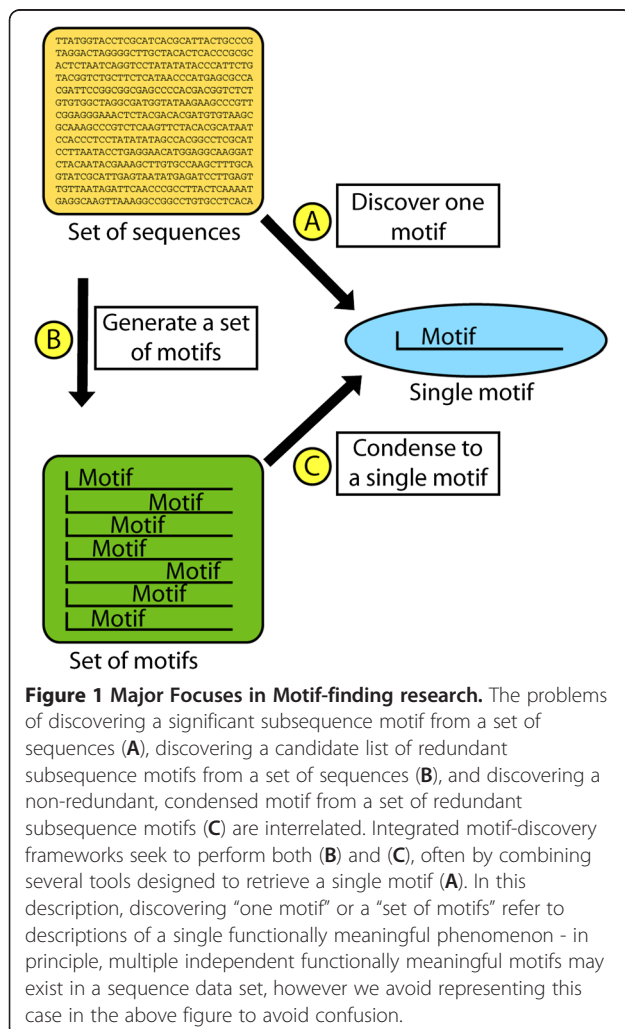 TTATGGTACCTCGCATCACGCATTACTGCCCG
TAGGACTAGGGGCTTGCTACACTCACCCGCGC
ACTCTAATCAGGTCCTATATATACCCATTCTG
TACGGTCTGCTTCTCATAACCCATGAGCGCCA
CGATTCCGGCGGCGAGCCCCACGACGGTCTCT
GTGTGGCTAGGCGATGGTATAAGAAGCCCGTT
CGGAGGGAAACTCTACGACACGATGTGTAAGC
GCAAAGCCCGTCTCAAGTTCTACACGCATAAT
CCACCCTCCTATATATAGCCACGGCCTCGCAT
CCTTAATACCTGAGGAACATGGAGGCAAGGAT
CTACAATACGAAAGCTTGTGCCAAGCTTTGCA
GTATCGCATTGAGTAATATGAGATCCTTGAGT
TGTTAATAGATTCAACCCGCCTTACTCAAAAT
GAGGCAAGTTAAAGGCCGGCCTGTGCCTCACA
Set of sequences
A
Discover one
motif
B
Generate a set
of motifs
Motif
Single motif
C
Condense to
a single motif
Motif
Motif
Motif
Motif
Motif
Motif
Motif
Set of motifs
Figure 1 Major Focuses in Motif-finding research. The problems
of discovering a significant subsequence motif from a set of
sequences (A), discovering a candidate list of redundant
subsequence motifs from a set of sequences (B), and discovering a
non-redundant, condensed motif from a set of redundant
subsequence motifs (C) are interrelated. Integrated motif-discovery
frameworks seek to perform both (B) and (C), often by combining
several tools designed to retrieve a single motif (A). In this
description, discovering “one motif” or a “set of motifs” refer to
descriptions of a single functionally meaningful phenomenon - in
principle, multiple independent functionally meaningful motifs may
exist in a sequence data set, however we avoid representing this
case in the above figure to avoid confusion.